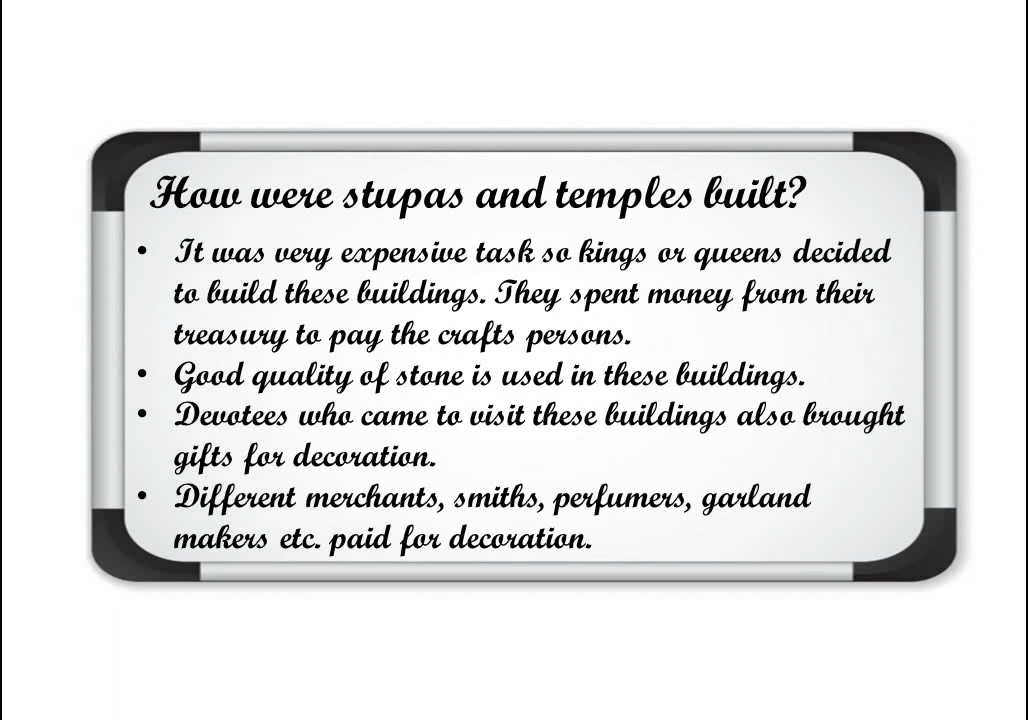 How were stupas and temples built?
• It was very expensive task so kings or queens decided
to build these buildings. They spent money from their
treasury to pay the crafts persons.
• Good quality of stone is used in these buildings.
• Devotees who came to visit these buildings also brought
gifts for decoration.
• Different merchants, smiths, perfumers, garland
makers etc. paid for decoration.